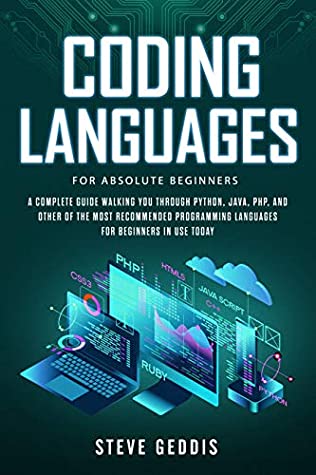 CODING
LANGUAGES
FOR ABSOLUTE BEGINNERS
A COMPLETE GUIDE WALKING YOU THROUGH PYTHON, JAVA, PHP, AND
OTHER OF THE MOST RECOMMENDED PROGRAMMING LANGUAGES
FOR BEGINNERS IN USE TODAY
PHP
HTML5
CSS3
JAVA SCRIPT
C++
RUBY
PYTHON
STEVE GEDDIS